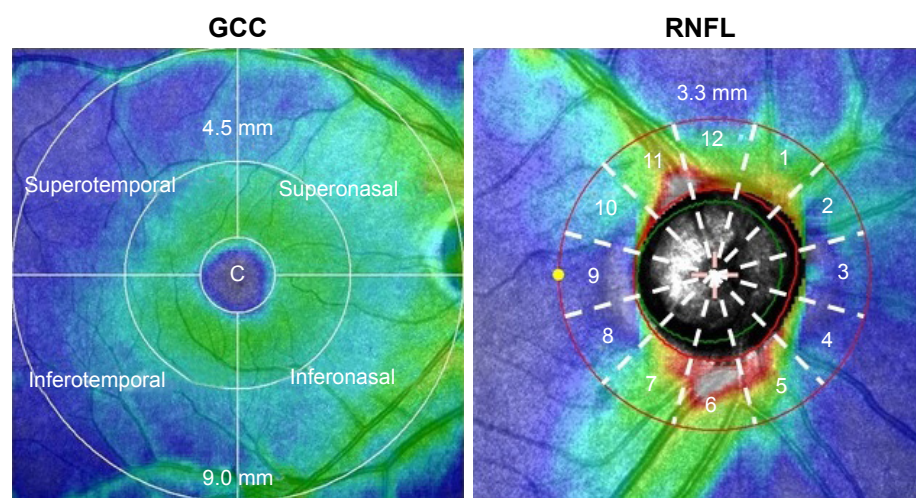 GCC
RNFL
4.5 mm
Superotemporal
Superonasal
C
Inferotemporal
Inferonasal
9.0 mm
3.3 mm
12
11
1
10
2
9
3
8
4
7
5
6